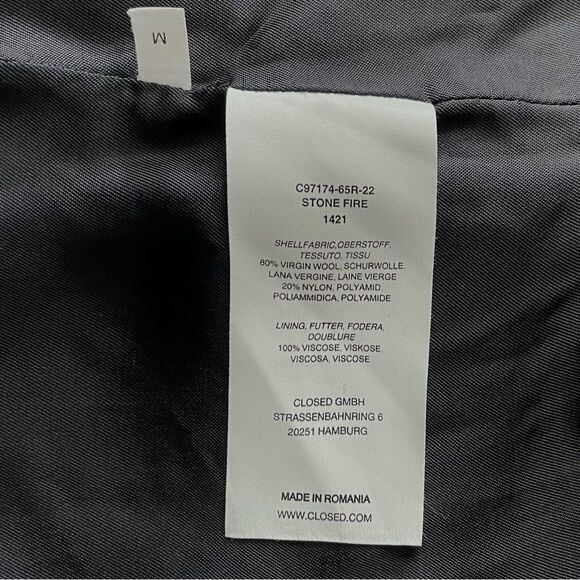 M
C97174-65R-22
STONE FIRE
1421
SHELLFABRIC,OBERSTOFF,
TESSUTO, TISSU
80% VIRGIN WOOL, SCHURWOLLE,
LANA VERGINE, LAINE VIERGE
20% NYLON, POLYAMID,
POLIAMMIDICA, POLYAMIDE
LINING, FUTTER, FODERA,
DOUBLURE
100% VISCOSE, VISKOSE,
VISCOSA, VISCOSE
CLOSED GMBH
STRASSENBAHNRING 6
20251 HAMBURG
MADE IN ROMANIA
WWW.CLOSED.COM